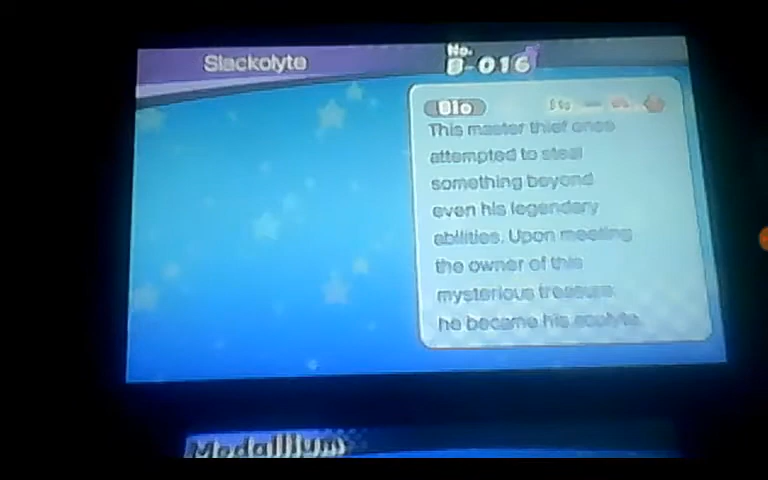 Slackolyte
No.
B-016
Bio
This master thief once
attempted to steal
something beyond
even his legendary
abilities. Upon meeting
the owner of this
mysterious treasure
he became his acolyte.
Medallium